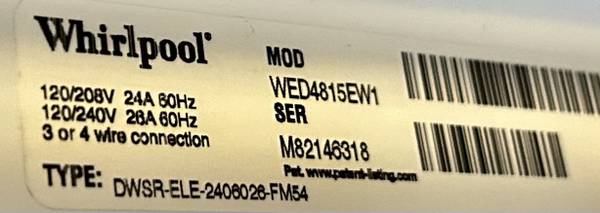 Whirlpool
120/208V 24A 60Hz
120/240V 26A 60Hz
3 or 4 wire connection
TYPE: DWSR-ELE-2406026-FM54
MOD
WED4815EW1
SER
M82146318
Pat. www.patent-listing.com